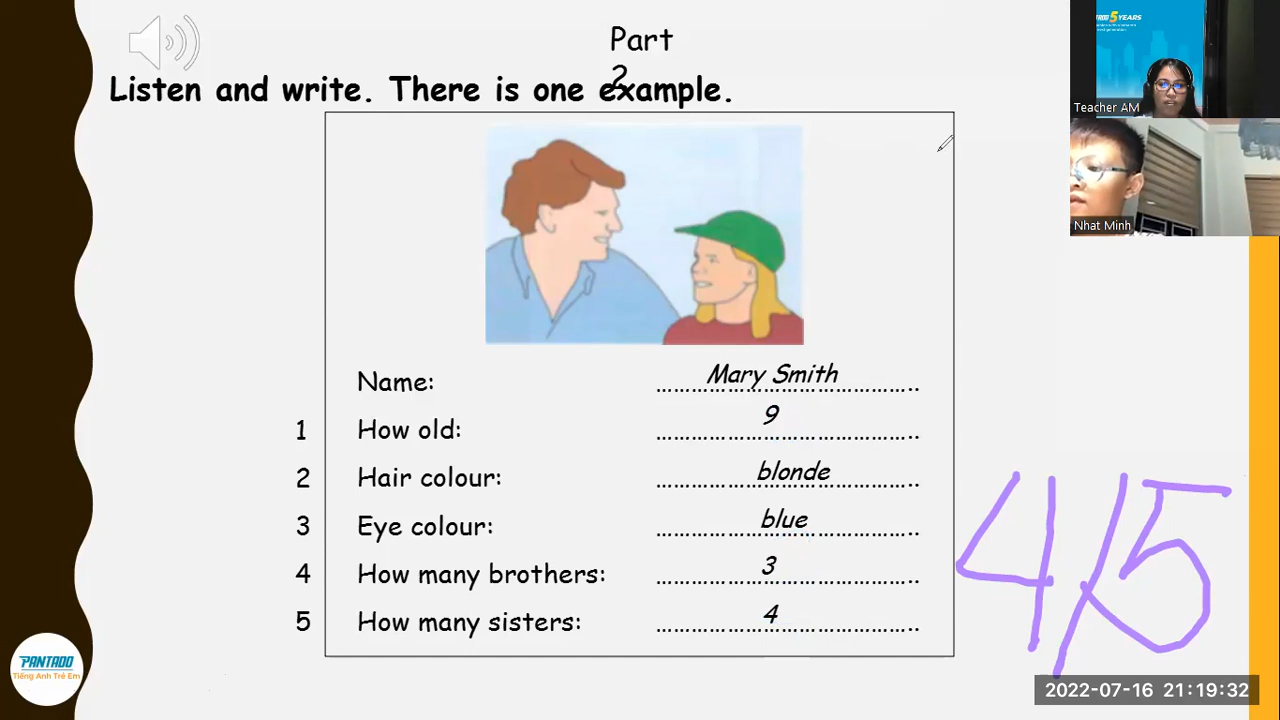 Part
2
Listen and write. There is one example.
Name: Mary Smith
1 How old: 9
2 Hair colour: blonde
3 Eye colour: blue
4 How many brothers: 3
5 How many sisters: 4
4/5
PANTADO
Tiếng Anh Trẻ Em
5 YEARS
Teacher AM
Nhat Minh
2022-07-16 21:19:32